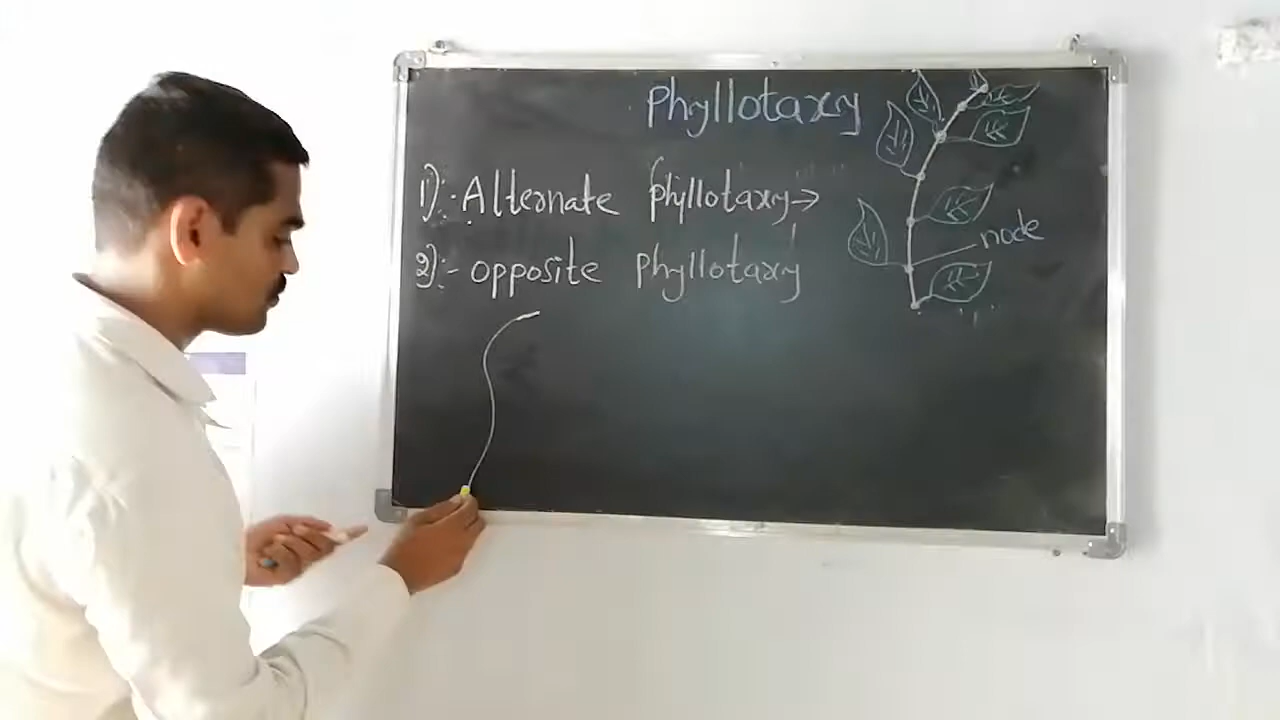 Phyllotaxy
1):- Alternate phyllotaxy→
2):- opposite phyllotaxy
node